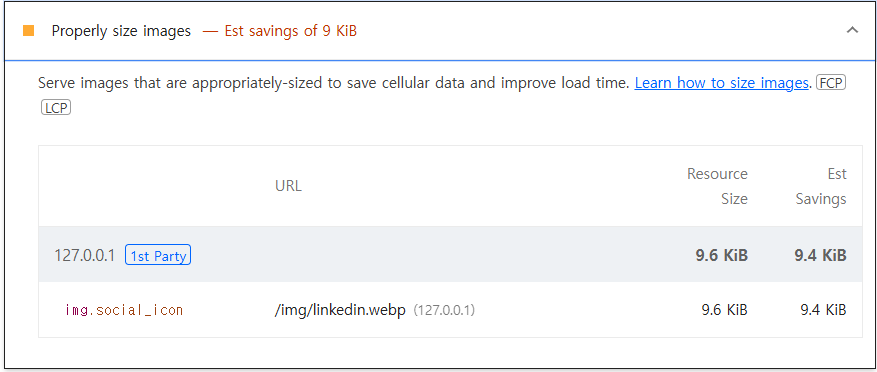 Properly size images — Est savings of 9 KiB
Serve images that are appropriately-sized to save cellular data and improve load time. Learn how to size images. FCP
LCP
URL
Resource Size
Est Savings
127.0.0.1 1st Party 9.6 KiB 9.4 KiB
img.social_icon /img/linkedin.webp (127.0.0.1) 9.6 KiB 9.4 KiB